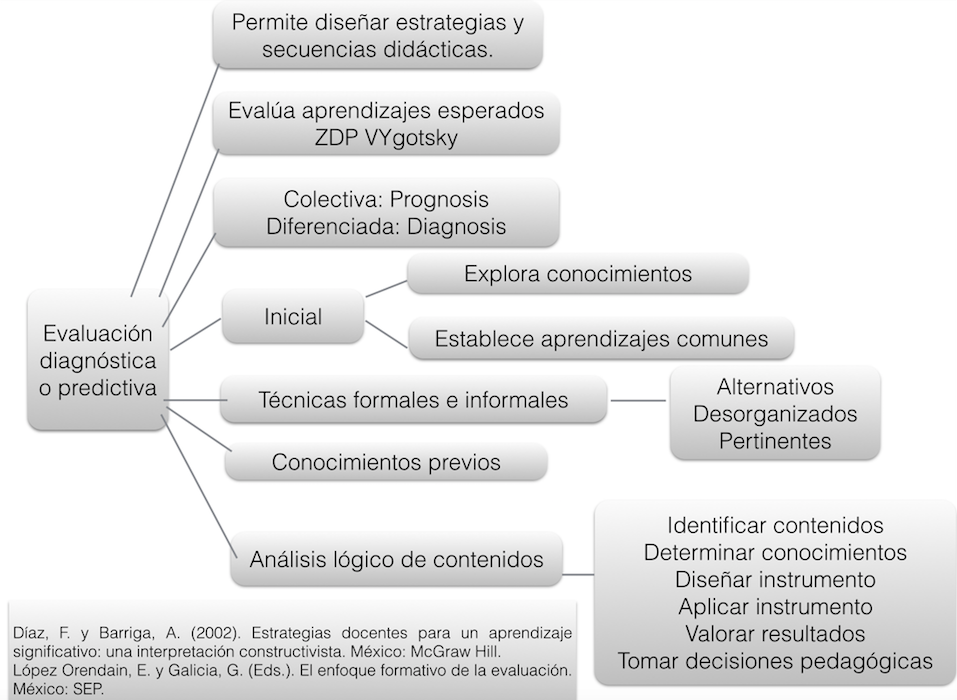 Permite diseñar estrategias y
secuencias didácticas.
Evalúa aprendizajes esperados
ZDP VYgotsky
Colectiva: Prognosis
Diferenciada: Diagnosis
Evaluación
diagnóstica
o predictiva
Inicial
Explora conocimientos
Establece aprendizajes comunes
Técnicas formales e informales
Alternativos
Desorganizados
Pertinentes
Conocimientos previos
Análisis lógico de contenidos
Identificar contenidos
Determinar conocimientos
Diseñar instrumento
Aplicar instrumento
Valorar resultados
Tomar decisiones pedagógicas
Díaz, F. y Barriga, A. (2002). Estrategias docentes para un aprendizaje
significativo: una interpretación constructivista. México: McGraw Hill.
López Orendain, E. y Galicia, G. (Eds.). El enfoque formativo de la evaluación.
México: SEP.